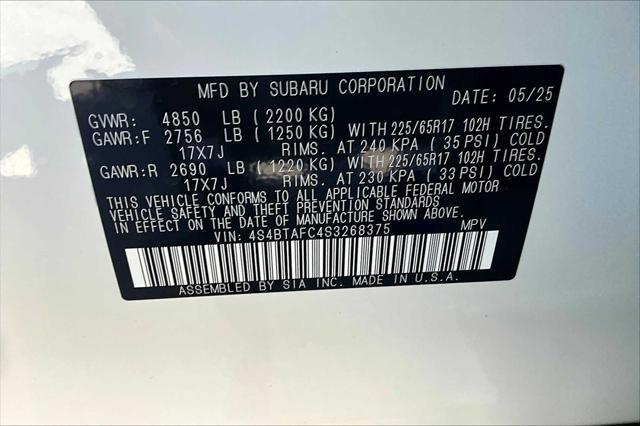 MFD BY SUBARU CORPORATION DATE: 05/25
GVWR: 4850 LB (2200 KG)
GAWR:F 2756 LB (1250 KG) WITH 225/65R17 102H TIRES.
17X7J RIMS. AT 240 KPA (35 PSI) COLD
GAWR:R 2690 LB (1220 KG) WITH 225/65R17 102H TIRES.
17X7J RIMS. AT 230 KPA (33 PSI) COLD
THIS VEHICLE CONFORMS TO ALL APPLICABLE FEDERAL MOTOR
VEHICLE SAFETY AND THEFT PREVENTION STANDARDS
IN EFFECT ON THE DATE OF MANUFACTURE SHOWN ABOVE.
VIN: 4S4BTAFC4S3268375 MPV
ASSEMBLED BY SIA INC. MADE IN U.S.A.